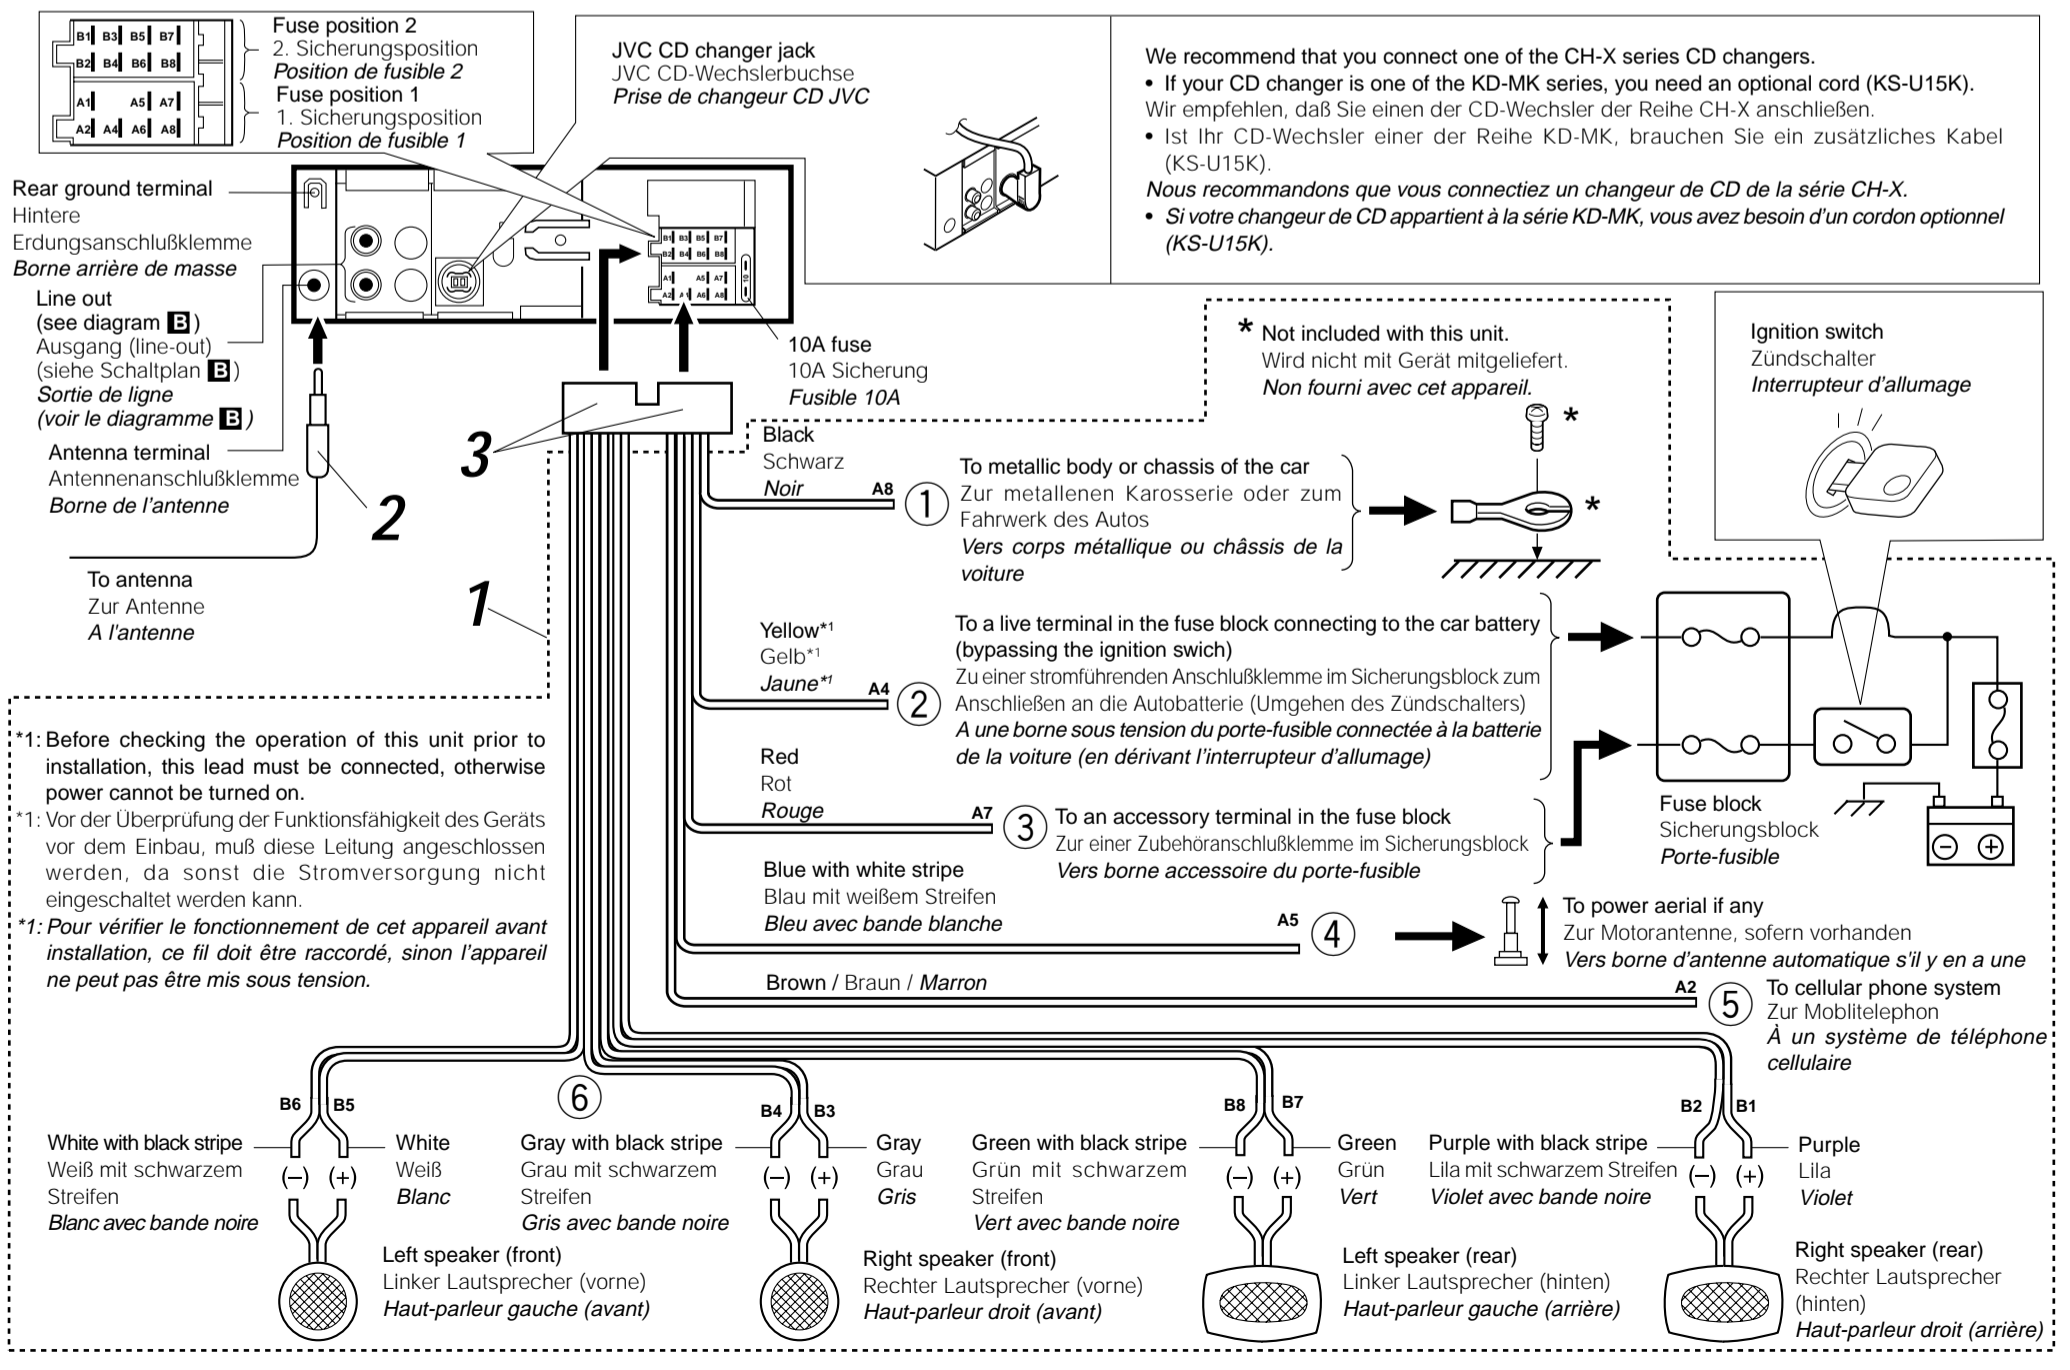 B1 B3 B5 B7
B2 B4 B6 B8
A1 A5 A7
A2 A4 A6 A8
Fuse position 2
2. Sicherungsposition
Position de fusible 2
Fuse position 1
1. Sicherungsposition
Position de fusible 1
JVC CD changer jack
JVC CD-Wechslerbuchse
Prise de changeur CD JVC
We recommend that you connect one of the CH-X series CD changers.
• If your CD changer is one of the KD-MK series, you need an optional cord (KS-U15K).
Wir empfehlen, daß Sie einen der CD-Wechsler der Reihe CH-X anschließen.
• Ist Ihr CD-Wechsler einer der Reihe KD-MK, brauchen Sie ein zusätzliches Kabel
(KS-U15K).
Nous recommandons que vous connectiez un changeur de CD de la série CH-X.
• Si votre changeur de CD appartient à la série KD-MK, vous avez besoin d'un cordon optionnel
(KS-U15K).
Rear ground terminal
Hintere
Erdungsanschlußklemme
Borne arrière de masse
Line out
(see diagram B)
Ausgang (line-out)
(siehe Schaltplan B)
Sortie de ligne
(voir le diagramme B)
Antenna terminal
Antennenanschlußklemme
Borne de l'antenne
2
To antenna
Zur Antenne
A l'antenne
B1 B3 B5 B7
B2 B4 B6 B8
A1 A5 A7
A2 A6 A8
10
10A fuse
10A Sicherung
Fusible 10A
3
1
* Not included with this unit.
Wird nicht mit Gerät mitgeliefert.
Non fourni avec cet appareil.
Ignition switch
Zündschalter
Interrupteur d'allumage
Black
Schwarz
Noir
A8
1
To metallic body or chassis of the car
Zur metallenen Karosserie oder zum
Fahrwerk des Autos
Vers corps métallique ou châssis de la
voiture
*
*
Yellow*1
Gelb*1
Jaune*1
A4
2
To a live terminal in the fuse block connecting to the car battery
(bypassing the ignition swich)
Zu einer stromführenden Anschlußklemme im Sicherungsblock zum
Anschließen an die Autobatterie (Umgehen des Zündschalters)
A une borne sous tension du porte-fusible connectée à la batterie
de la voiture (en dérivant l'interrupteur d'allumage)
Red
Rot
Rouge
A7
3
To an accessory terminal in the fuse block
Zur einer Zubehöranschlußklemme im Sicherungsblock
Vers borne accessoire du porte-fusible
Fuse block
Sicherungsblock
Porte-fusible
− +
Blue with white stripe
Blau mit weißem Streifen
Bleu avec bande blanche
A5
4
To power aerial if any
Zur Motorantenne, sofern vorhanden
Vers borne d'antenne automatique s'il y en a une
Brown / Braun / Marron
A2
5
To cellular phone system
Zur Moblitelephon
À un système de téléphone
cellulaire
*1: Before checking the operation of this unit prior to
installation, this lead must be connected, otherwise
power cannot be turned on.
*1: Vor der Überprüfung der Funktionsfähigkeit des Geräts
vor dem Einbau, muß diese Leitung angeschlossen
werden, da sonst die Stromversorgung nicht
eingeschaltet werden kann.
*1: Pour vérifier le fonctionnement de cet appareil avant
installation, ce fil doit être raccordé, sinon l'appareil
ne peut pas être mis sous tension.
6
B6 B5
White with black stripe
Weiß mit schwarzem
Streifen
Blanc avec bande noire
(−) (+)
White
Weiß
Blanc
Left speaker (front)
Linker Lautsprecher (vorne)
Haut-parleur gauche (avant)
B4 B3
Gray with black stripe
Grau mit schwarzem
Streifen
Gris avec bande noire
(−) (+)
Gray
Grau
Gris
Right speaker (front)
Rechter Lautsprecher (vorne)
Haut-parleur droit (avant)
B8 B7
Green with black stripe
Grün mit schwarzem
Streifen
Vert avec bande noire
(−) (+)
Green
Grün
Vert
Left speaker (rear)
Linker Lautsprecher (hinten)
Haut-parleur gauche (arrière)
B2 B1
Purple with black stripe
Lila mit schwarzem Streifen
Violet avec bande noire
(−) (+)
Purple
Lila
Violet
Right speaker (rear)
Rechter Lautsprecher
(hinten)
Haut-parleur droit (arrière)